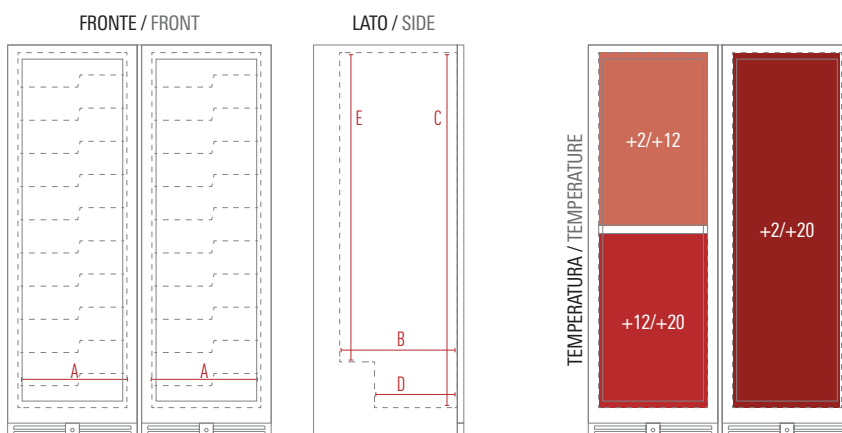 FRONTE / FRONT
LATO / SIDE
E
C
B
D
A
A
TEMPERATURA / TEMPERATURE
+2/+12
+12/+20
+2/+20